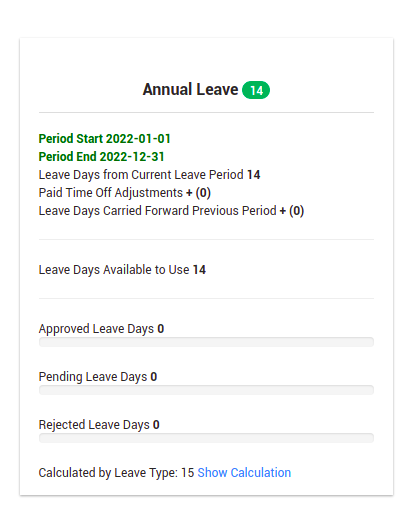 Annual Leave 14
Period Start 2022-01-01
Period End 2022-12-31
Leave Days from Current Leave Period 14
Paid Time Off Adjustments + (0)
Leave Days Carried Forward Previous Period + (0)
Leave Days Available to Use 14
Approved Leave Days 0
Pending Leave Days 0
Rejected Leave Days 0
Calculated by Leave Type: 15 Show Calculation